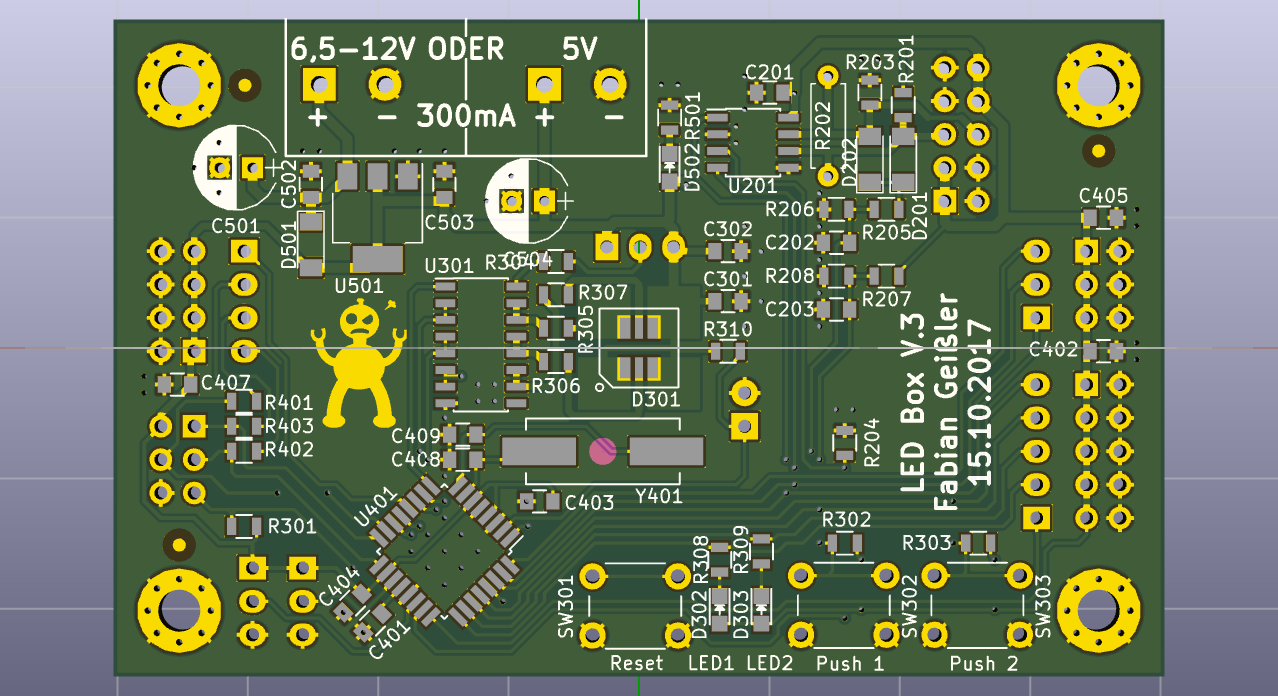 6,5-12V ODER
5V
+
-
300mA
+
-
C201
R203
R201
R501
R202
D502
D202
U201
D201
C502
+
C503
+
C405
C501
D501
R206
R205
C302
C202
C504
R304
U301
U501
R208
R207
R307
C301
C203
R305
R310
C402
R306
D301
C407
R401
R403
R402
C409
C408
R204
LED Box V.3
Fabian Geißler
15.10.2017
U401
C403
Y401
R301
R302
R303
R308
R309
C404
C401
SW301
D302
D303
SW302
SW303
Reset
LED1
LED2
Push 1
Push 2